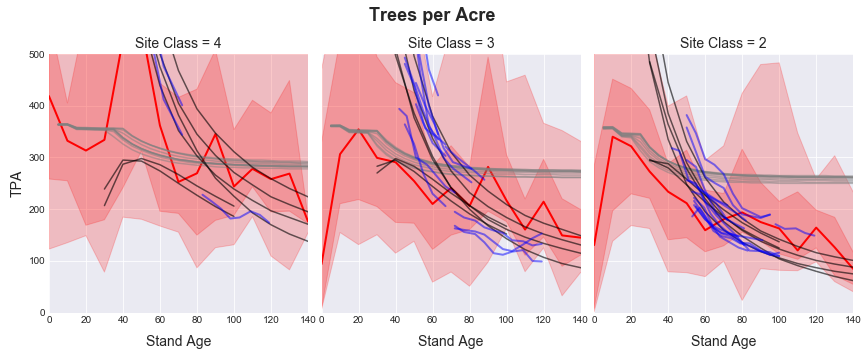 Trees per Acre
Site Class = 4
Site Class = 3
Site Class = 2
500
400
300
200
100
0
TPA
0 20 40 60 80 100 120 140
0 20 40 60 80 100 120 140
0 20 40 60 80 100 120 140
Stand Age
Stand Age
Stand Age